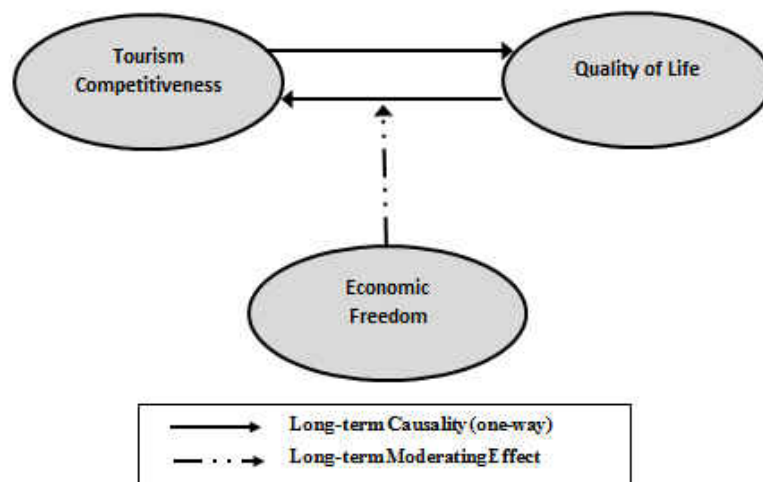 Tourism
Competitiveness
Quality of Life
Economic
Freedom
Long-term Causality (one-way)
Long-term Moderating Effect